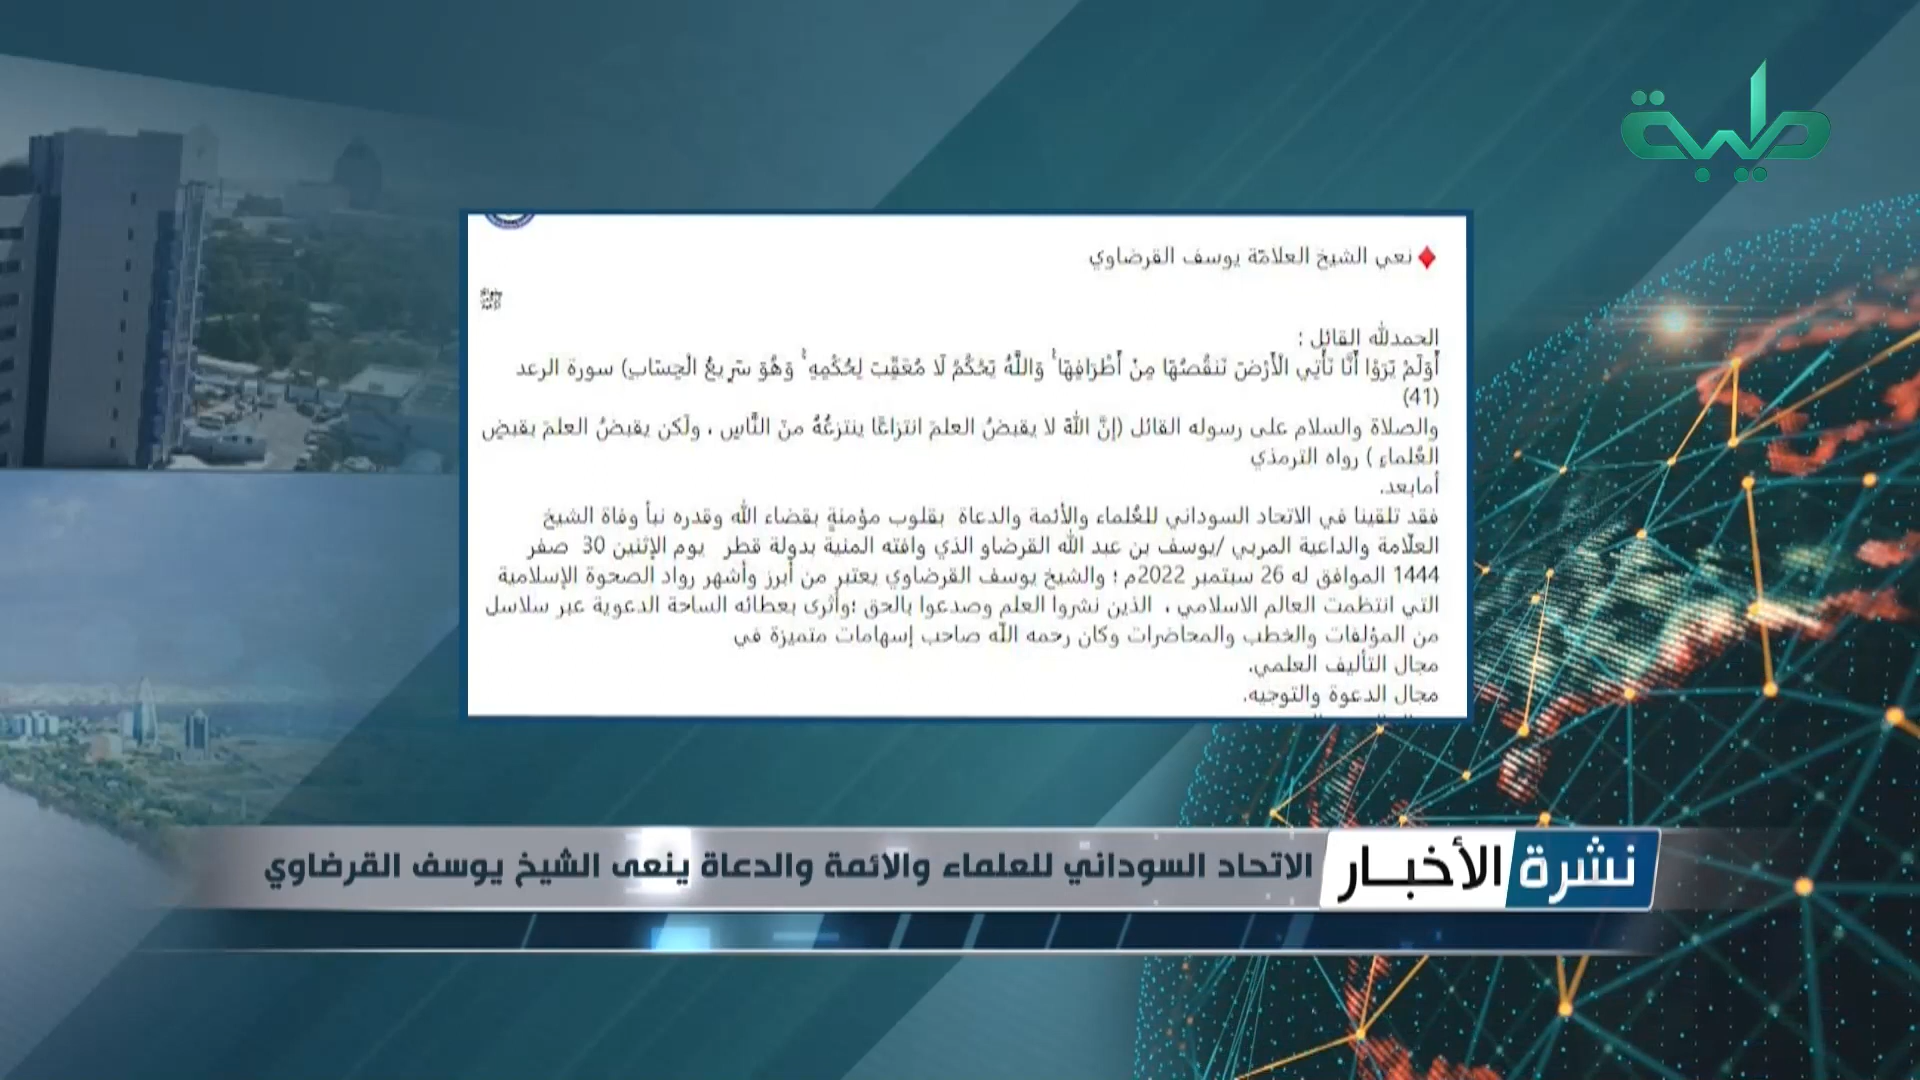 طيبة
نعي الشيخ العلامّة يوسف القرضاوي
الحمدلله القائل :
أَوَلَمْ يَرَوْا أَنَّا نَأْتِي الْأَرْضَ نَنقُصُهَا مِنْ أَطْرَافِهَا ۚ وَاللَّهُ يَحْكُمُ لَا مُعَقِّبَ لِحُكْمِهِ ۚ وَهُوَ سَرِيعُ الْحِسَابِ) سورة الرعد
(41)
والصلاة والسلام على رسوله القائل (إنَّ اللهَ لا يقبضُ العلمَ انتزاعًا ينتزعُهُ منَ النَّاسِ ، ولَكن يقبضُ العلمَ بقبضِ
العُلماءِ ) رواه الترمذي
أمابعد.
فقد تلقينا في الاتحاد السوداني للعُلماء والأئمة والدعاة بقلوب مؤمنةٍ بقضاء الله وقدره نبأ وفاة الشيخ
العلّامة والداعية المربي /يوسف بن عبد الله القرضاو الذي وافته المنية بدولة قطر يوم الإثنين 30 صفر
1444 الموافق له 26 سبتمبر 2022م ؛ والشيخ يوسف القرضاوي يعتبر من أبرز وأشهر رواد الصحوة الإسلامية
التي انتظمت العالم الاسلامي ، الذين نشروا العلم وصدعوا بالحق ؛وأثرى بعطائه الساحة الدعوية عبر سلاسل
من المؤلفات والخطب والمحاضرات وكان رحمه اللّه صاحب إسهامات متميزة في
مجال التأليف العلمي.
مجال الدعوة والتوجيه.
نشرة الأخبار الاتحاد السوداني للعلماء والائمة والدعاة ينعى الشيخ يوسف القرضاوي